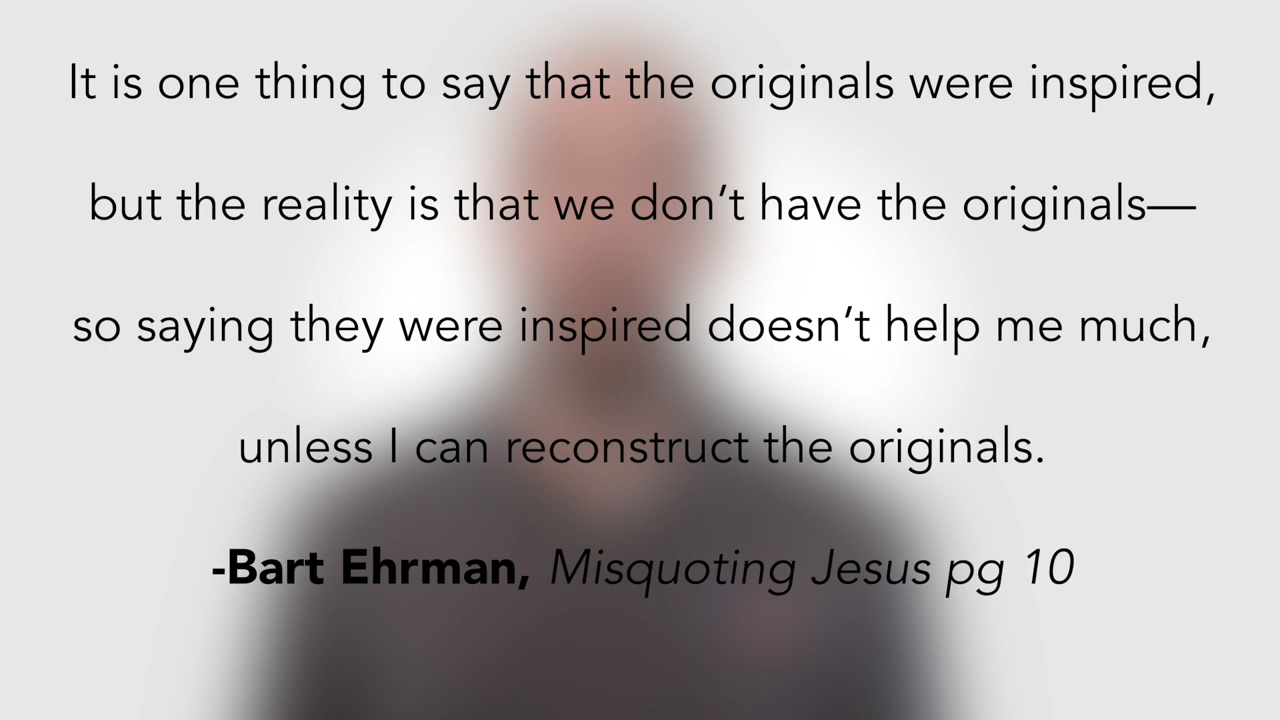 It is one thing to say that the originals were inspired,
but the reality is that we don’t have the originals—
so saying they were inspired doesn’t help me much,
unless I can reconstruct the originals.
-Bart Ehrman, Misquoting Jesus pg 10